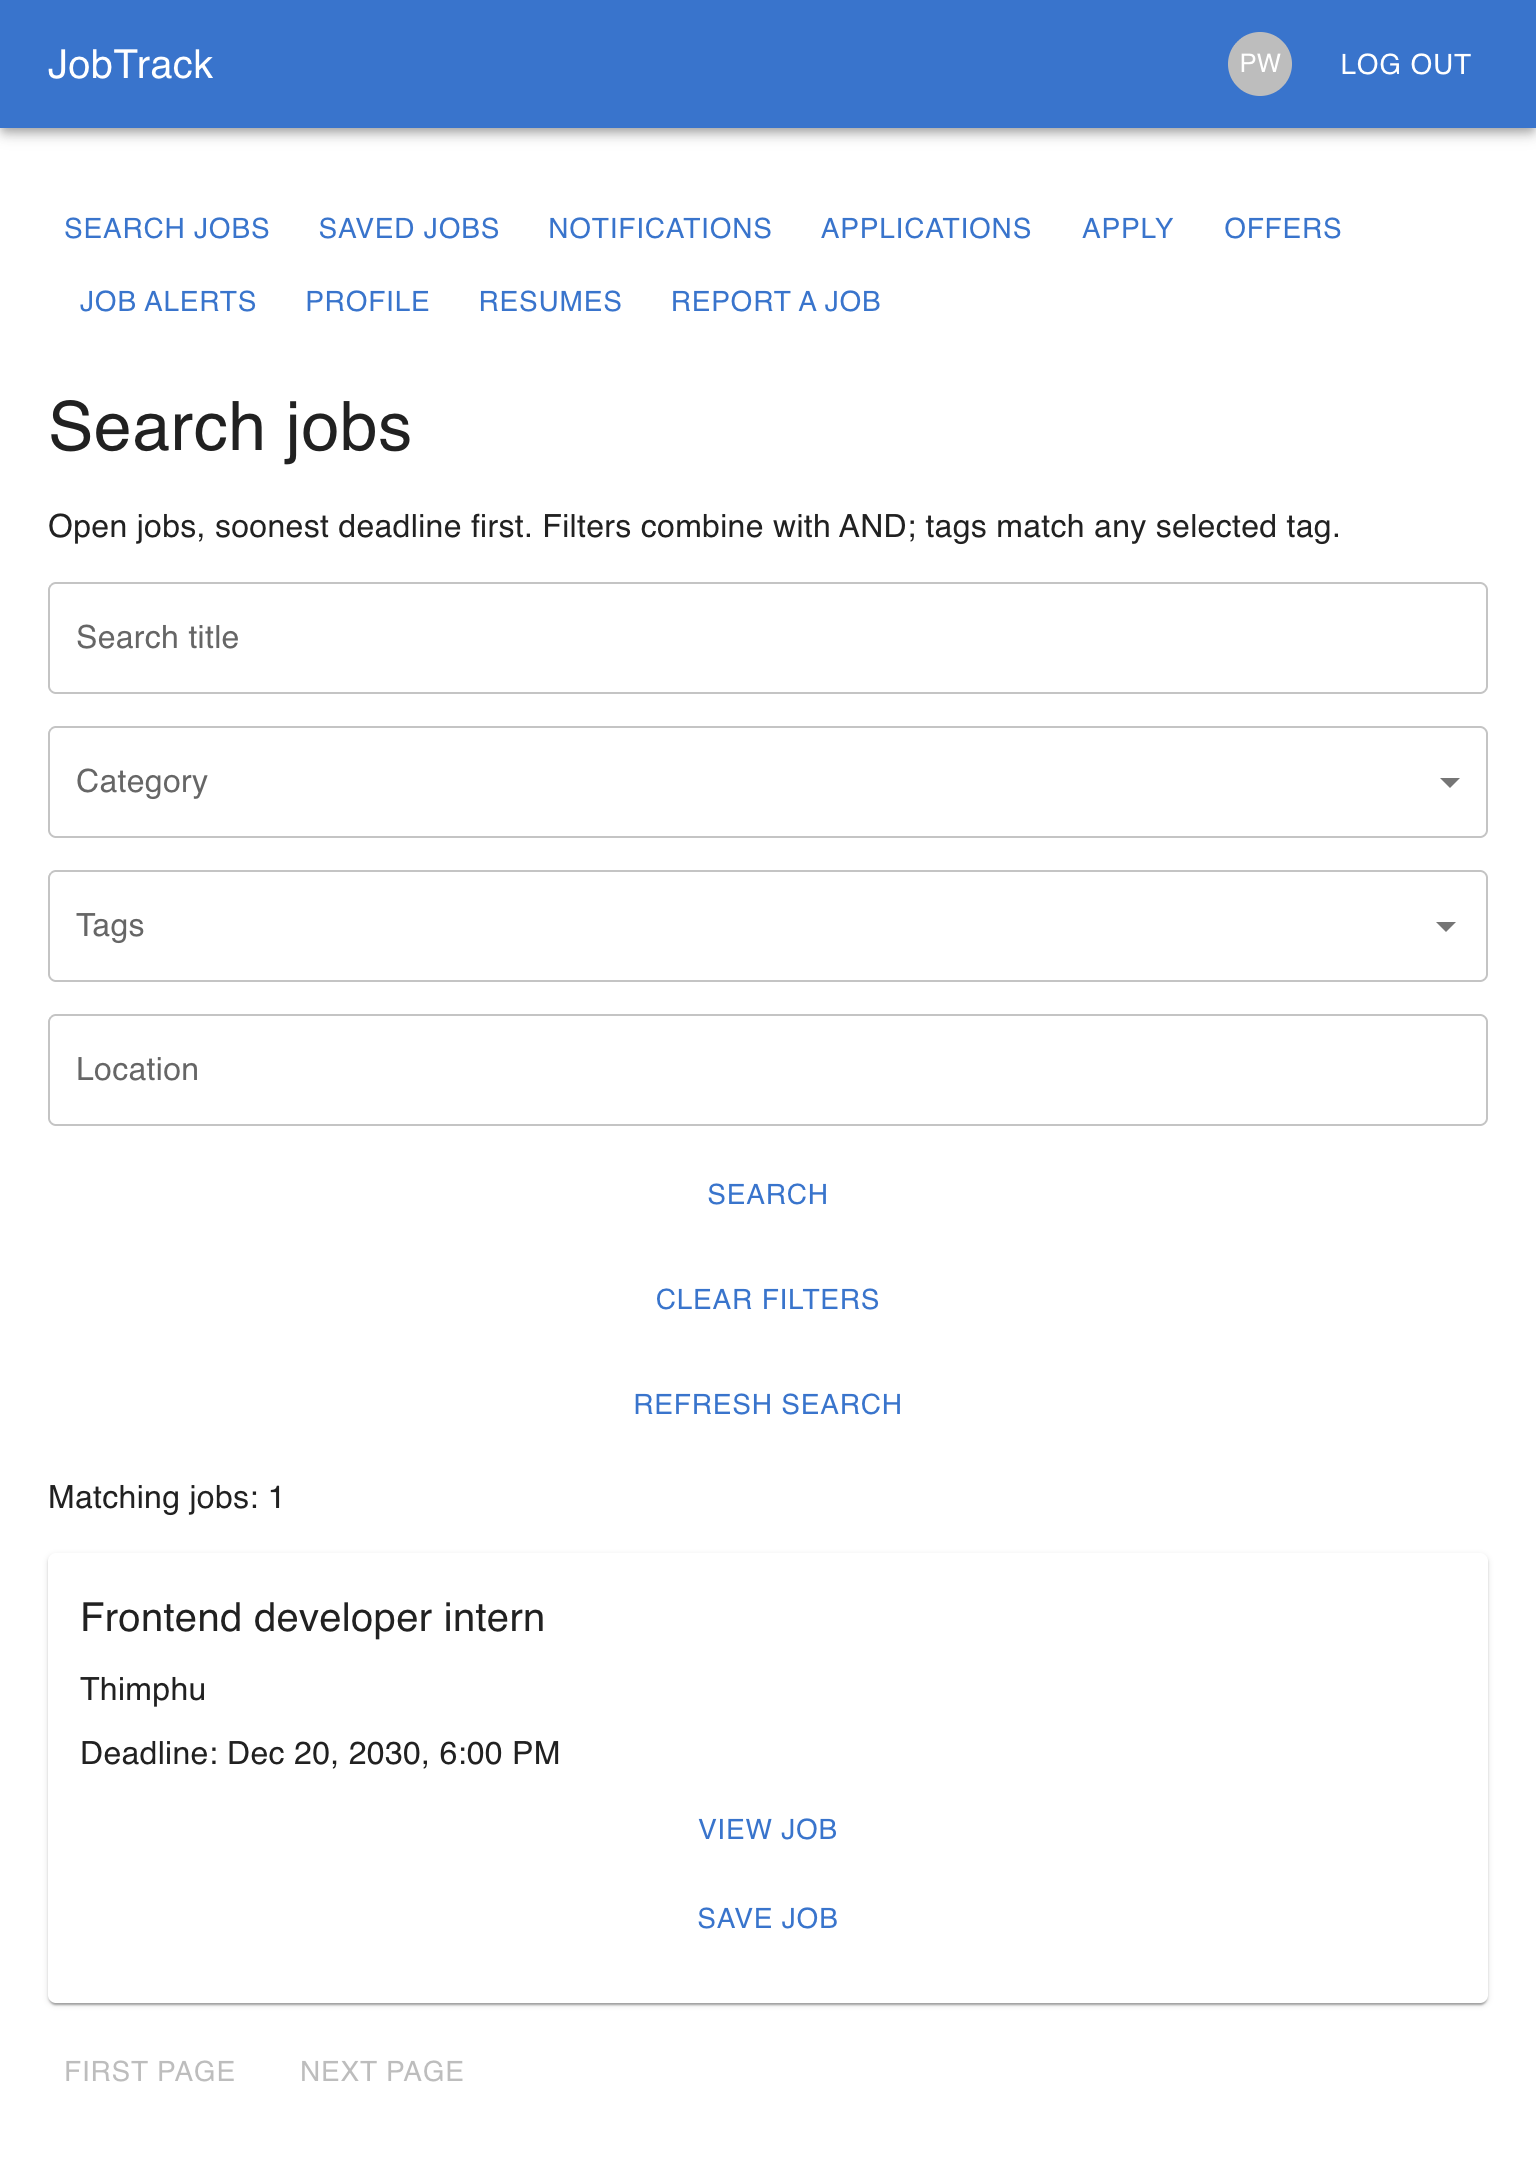 JobTrack PW LOG OUT
SEARCH JOBS SAVED JOBS NOTIFICATIONS APPLICATIONS APPLY OFFERS
JOB ALERTS PROFILE RESUMES REPORT A JOB
Search jobs
Open jobs, soonest deadline first. Filters combine with AND; tags match any selected tag.
Search title
Category
Tags
Location
SEARCH
CLEAR FILTERS
REFRESH SEARCH
Matching jobs: 1
Frontend developer intern
Thimphu
Deadline: Dec 20, 2030, 6:00 PM
VIEW JOB
SAVE JOB
FIRST PAGE NEXT PAGE